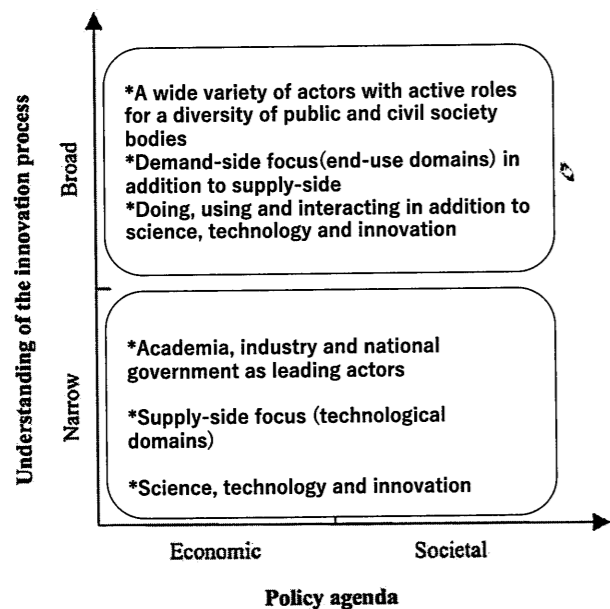 Understanding of the innovation process
Broad
*A wide variety of actors with active roles
for a diversity of public and civil society
bodies
*Demand-side focus(end-use domains) in
addition to supply-side
*Doing, using and interacting in addition to
science, technology and innovation
Narrow
*Academia, industry and national
government as leading actors
*Supply-side focus (technological
domains)
*Science, technology and innovation
Economic
Societal
Policy agenda